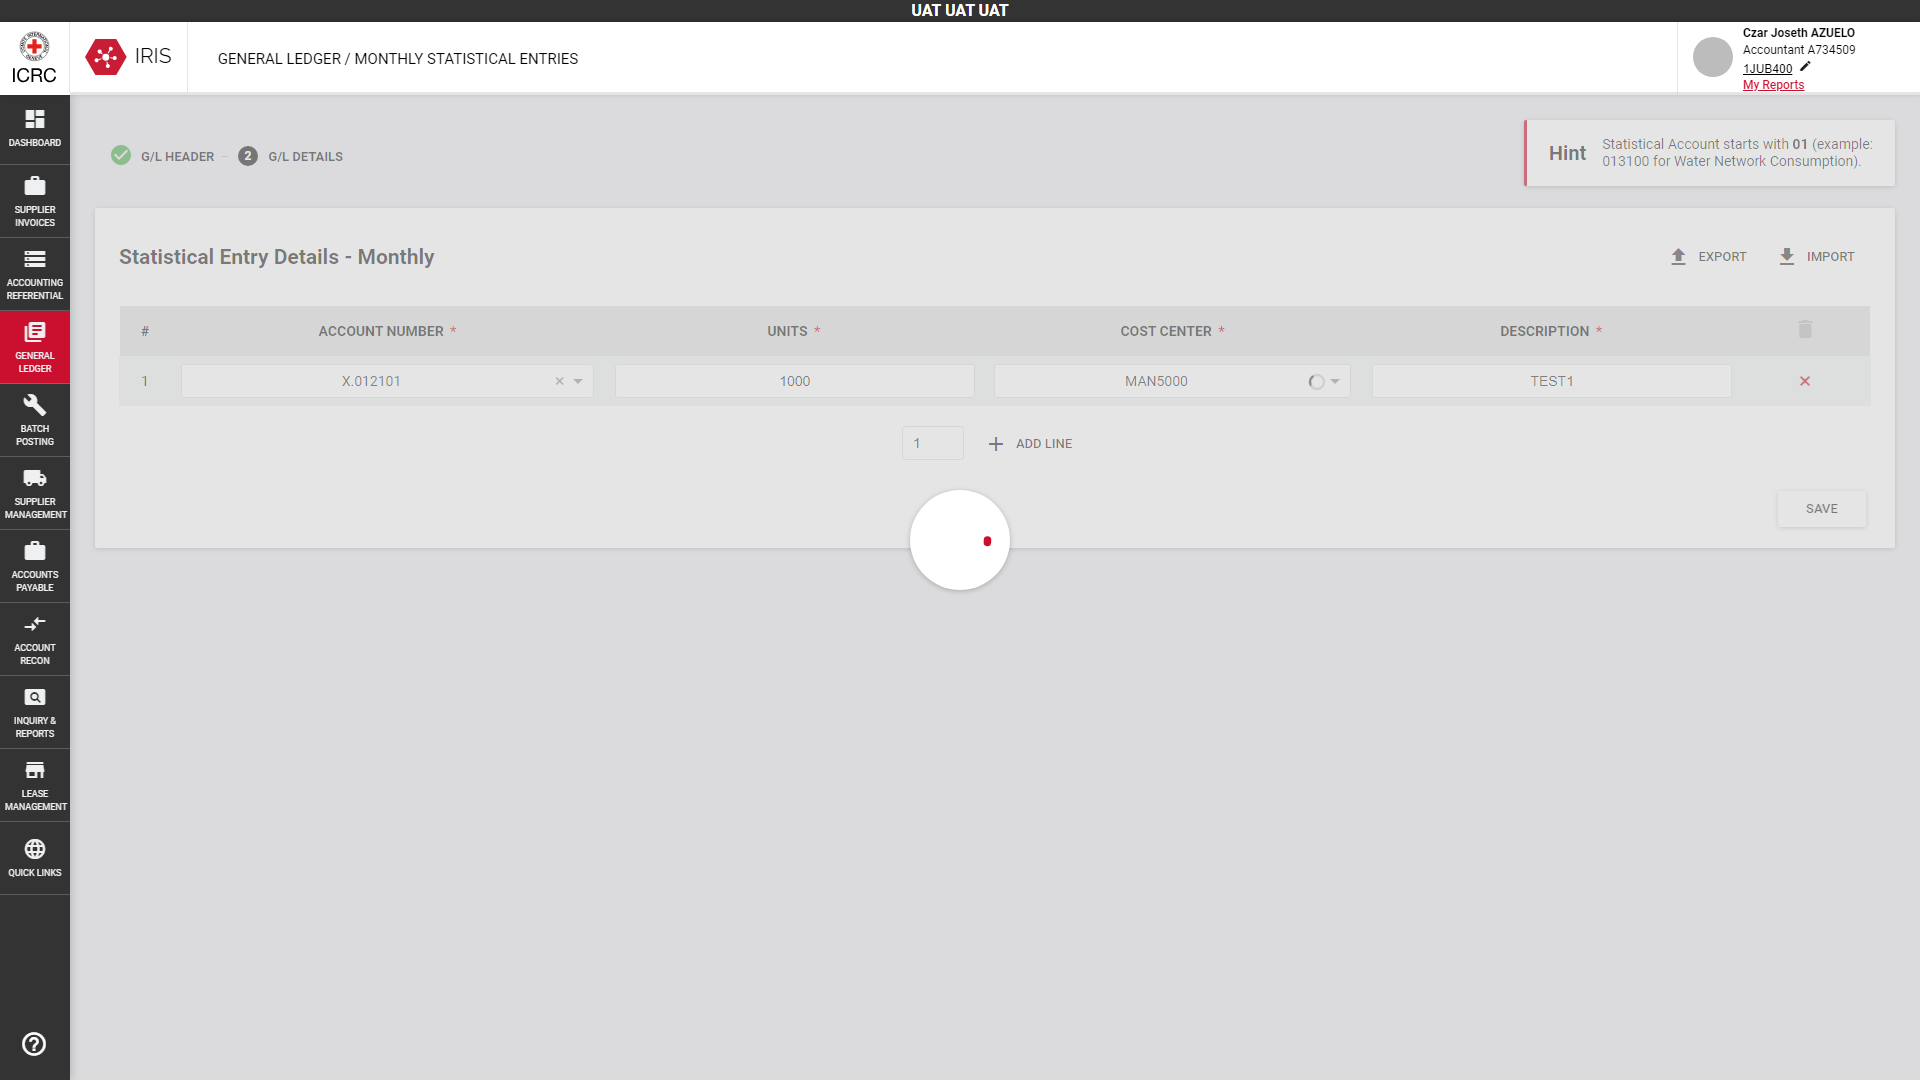 UAT UAT UAT
ICRC
IRIS
GENERAL LEDGER / MONTHLY STATISTICAL ENTRIES
Czar Joseth AZUELO
Accountant A734509
1JUB400
My Reports
DASHBOARD
SUPPLIER
INVOICES
ACCOUNTING
REFERENTIAL
GENERAL
LEDGER
BATCH
POSTING
SUPPLIER
MANAGEMENT
ACCOUNTS
PAYABLE
ACCOUNT
RECON
INQUIRY &
REPORTS
LEASE
MANAGEMENT
QUICK LINKS
G/L HEADER
2 G/L DETAILS
Hint
Statistical Account starts with 01 (example:
013100 for Water Network Consumption).
Statistical Entry Details - Monthly
EXPORT
IMPORT
# ACCOUNT NUMBER * UNITS * COST CENTER * DESCRIPTION *
1 X.012101 1000 MAN5000 TEST1
1 ADD LINE
SAVE